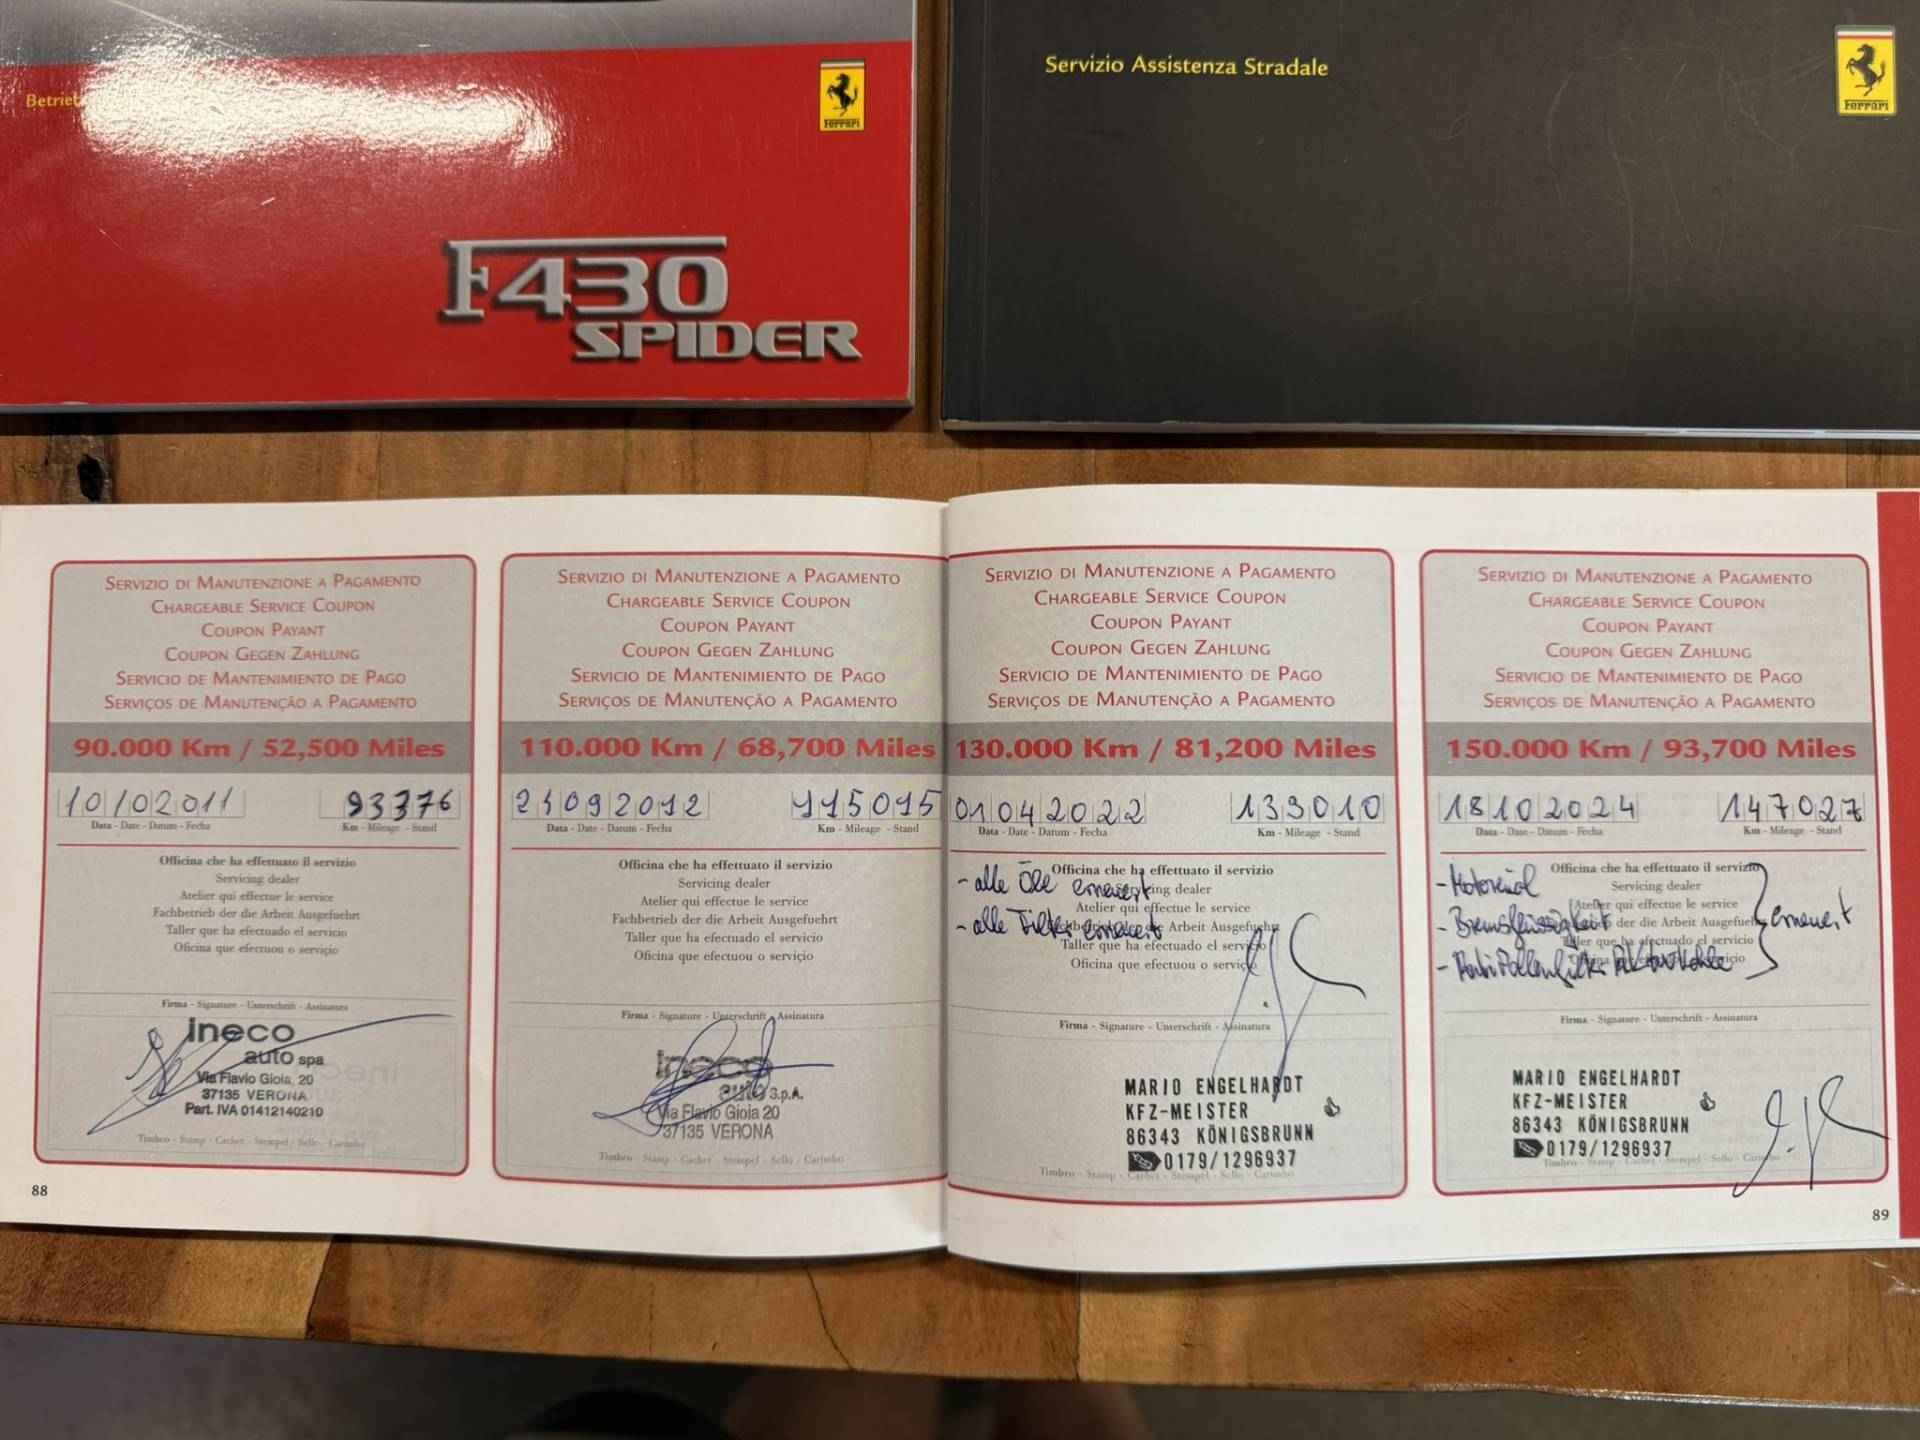 Servizio Assistenza Stradale
Ferrari
Ferrari
F430
SPIDER
Servizio di Manutenzione a Pagamento
Chargeable Service Coupon
Coupon Payant
Coupon Gegen Zahlung
Servicio de Mantenimiento de Pago
Serviços de Manutenção a Pagamento
90.000 Km / 52,500 Miles
10/02011 93376
Data - Date - Datum - Fecha Km - Mileage - Stand
Officina che ha effettuato il servizio
Servicing dealer
Atelier qui effectue le service
Fachbetrieb der die Arbeit Ausgefuehrt
Taller que ha efectuado el servicio
Oficina que efectuou o serviçio
Firma - Signature - Unterschrift - Assinatura
ineco
auto spa
Via Flavio Gioia, 20
37135 VERONA
Part. IVA 01412140210
Timbro - Stamp - Cachet - Stempel - Sello - Carimbo
88
Servizio di Manutenzione a Pagamento
Chargeable Service Coupon
Coupon Payant
Coupon Gegen Zahlung
Servicio de Mantenimiento de Pago
Serviços de Manutenção a Pagamento
110.000 Km / 68,700 Miles
21092012 115015
Data - Date - Datum - Fecha Km - Mileage - Stand
Officina che ha effettuato il servizio
Servicing dealer
Atelier qui effectue le service
Fachbetrieb der die Arbeit Ausgefuehrt
Taller que ha efectuado el servicio
Oficina que efectuou o serviçio
Firma - Signature - Unterschrift - Assinatura
ineco
auto S.p.A.
Via Flavio Gioia 20
37135 VERONA
Timbro - Stamp - Cachet - Stempel - Sello - Carimbo
Servizio di Manutenzione a Pagamento
Chargeable Service Coupon
Coupon Payant
Coupon Gegen Zahlung
Servicio de Mantenimiento de Pago
Serviços de Manutenção a Pagamento
130.000 Km / 81,200 Miles
01042022 133010
Data - Date - Datum - Fecha Km - Mileage - Stand
Officina che ha effettuato il servizio
- alle Öle erneuert
Servicing dealer
Atelier qui effectue le service
- alle Filter erneuert
der die Arbeit Ausgefuehrt
Taller que ha efectuado el servicio
Oficina que efectuou o serviçio
Firma - Signature - Unterschrift - Assinatura
MARIO ENGELHARDT
KFZ-MEISTER
86343 KÖNIGSBRUNN
0179/1296937
Timbro - Stamp - Cachet - Stempel - Sello - Carimbo
Servizio di Manutenzione a Pagamento
Chargeable Service Coupon
Coupon Payant
Coupon Gegen Zahlung
Servicio de Mantenimiento de Pago
Serviços de Manutenção a Pagamento
150.000 Km / 93,700 Miles
18102024 147027
Data - Date - Datum - Fecha Km - Mileage - Stand
Officina che ha effettuato il servizio
- Motoröl
Servicing dealer
Atelier qui effectue le service
- Bremsflüssigkeit erneuert
der die Arbeit Ausgefuehrt
Taller que ha efectuado el servicio
Firma - Signature - Unterschrift - Assinatura
MARIO ENGELHARDT
KFZ-MEISTER
86343 KÖNIGSBRUNN
0179/1296937
Timbro - Stamp - Cachet - Stempel - Sello - Carimbo
89